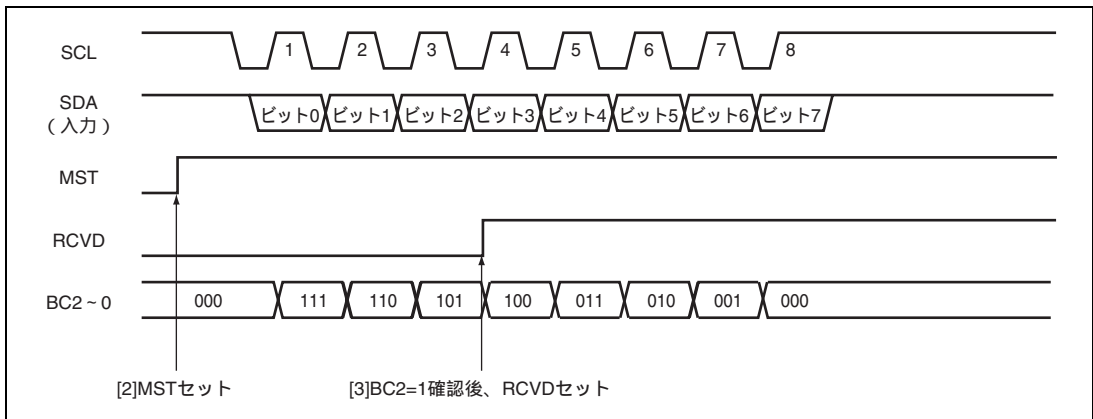 SCL 1 2 3 4 5 6 7 8
SDA
(入力)
ビット0 ビット1 ビット2 ビット3 ビット4 ビット5 ビット6 ビット7
MST
RCVD
BC2~0 000 111 110 101 100 011 010 001 000
[2]MSTセット [3]BC2=1確認後、RCVDセット